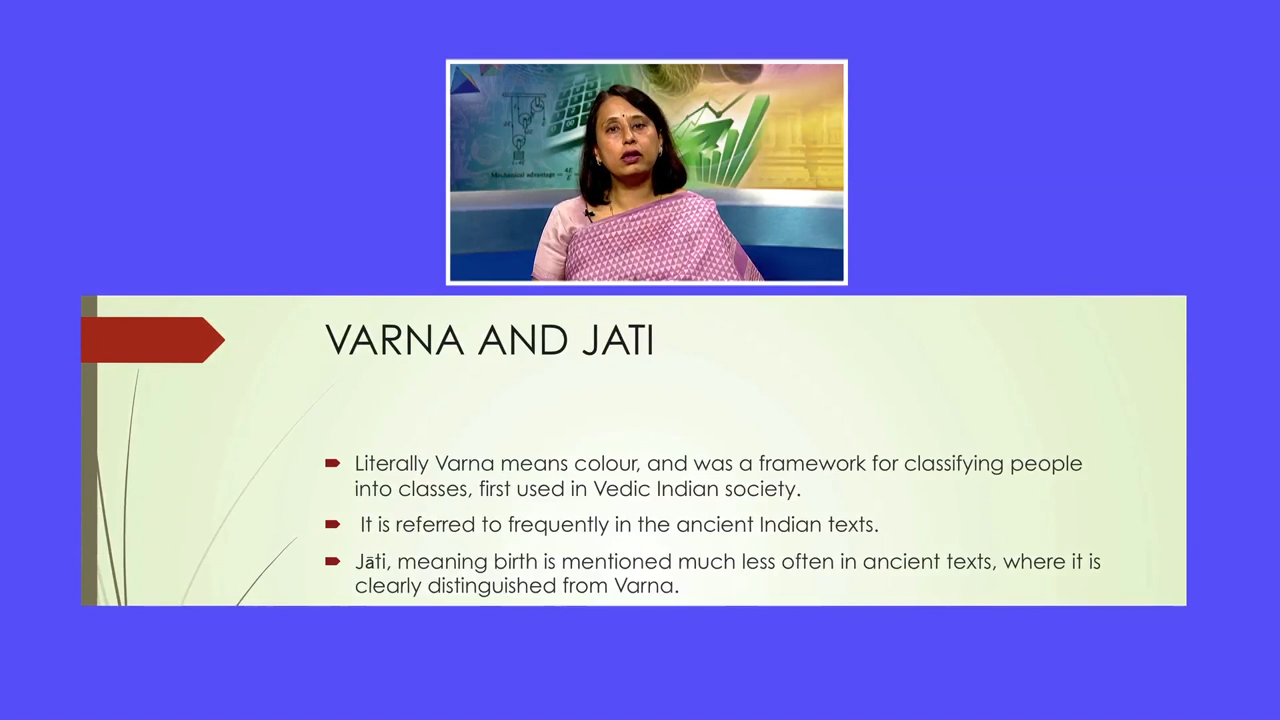 Mechanical advantage =
VARNA AND JATI
Literally Varna means colour, and was a framework for classifying people
into classes, first used in Vedic Indian society.
It is referred to frequently in the ancient Indian texts.
Jāti, meaning birth is mentioned much less often in ancient texts, where it is
clearly distinguished from Varna.